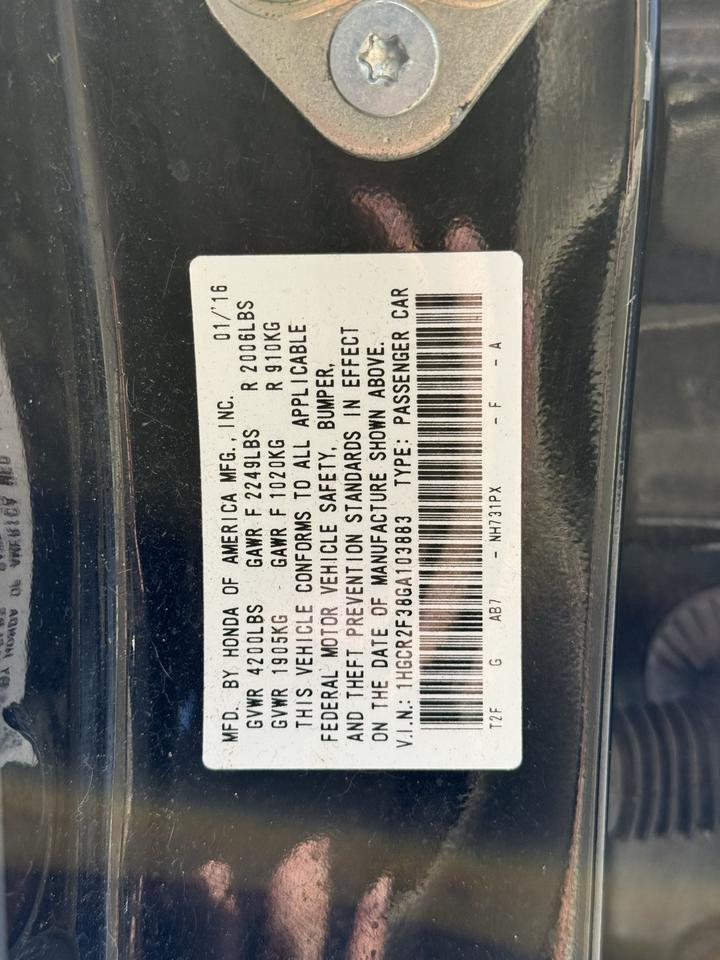 MFD. BY HONDA OF AMERICA MFG., INC. 01/'16
GVWR 4200LBS GAWR F 2249LBS R 2006LBS
GVWR 1905KG GAWR F 1020KG R 910KG
THIS VEHICLE CONFORMS TO ALL APPLICABLE
FEDERAL MOTOR VEHICLE SAFETY, BUMPER,
AND THEFT PREVENTION STANDARDS IN EFFECT
ON THE DATE OF MANUFACTURE SHOWN ABOVE.
V.I.N.: 1HGCR2F38GA103883 TYPE: PASSENGER CAR
T2F G AB7 - NH731PX - F - A